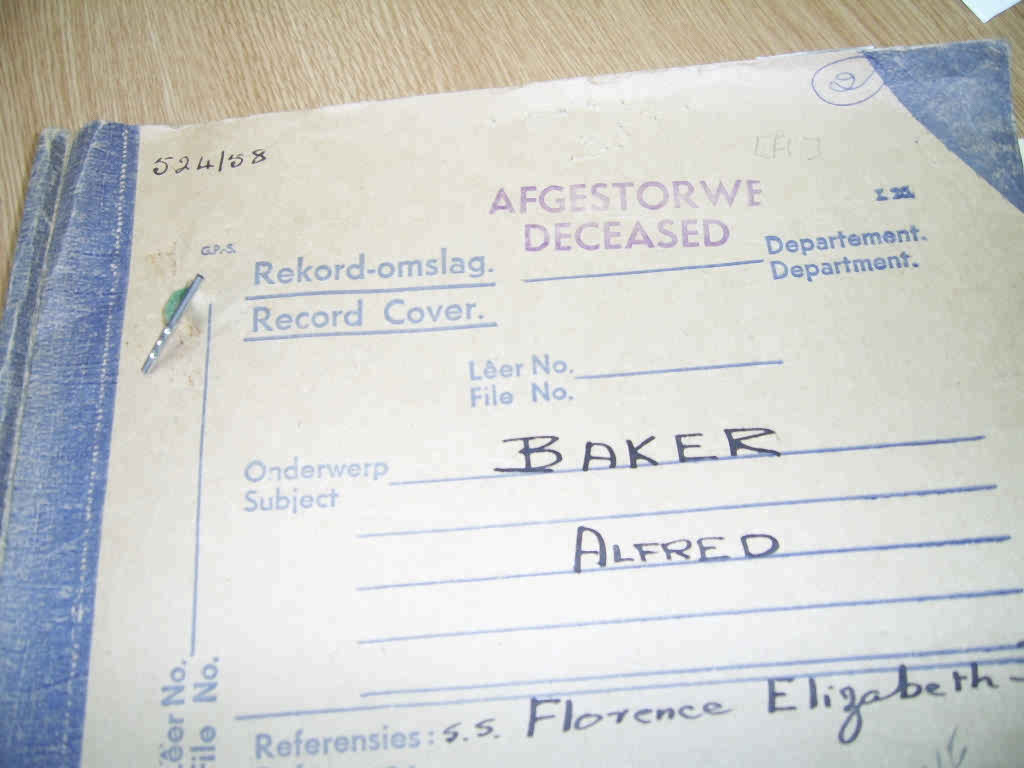 524/58
[A1]
AFGESTORWE
DECEASED
G.P.-S.
Rekord-omslag.
Record Cover.
Departement.
Department.
Lêer No.
File No.
Onderwerp
Subject
BAKER
ALFRED
Lêer No.
File No.
Referensies: s.s. Florence Elizabeth-